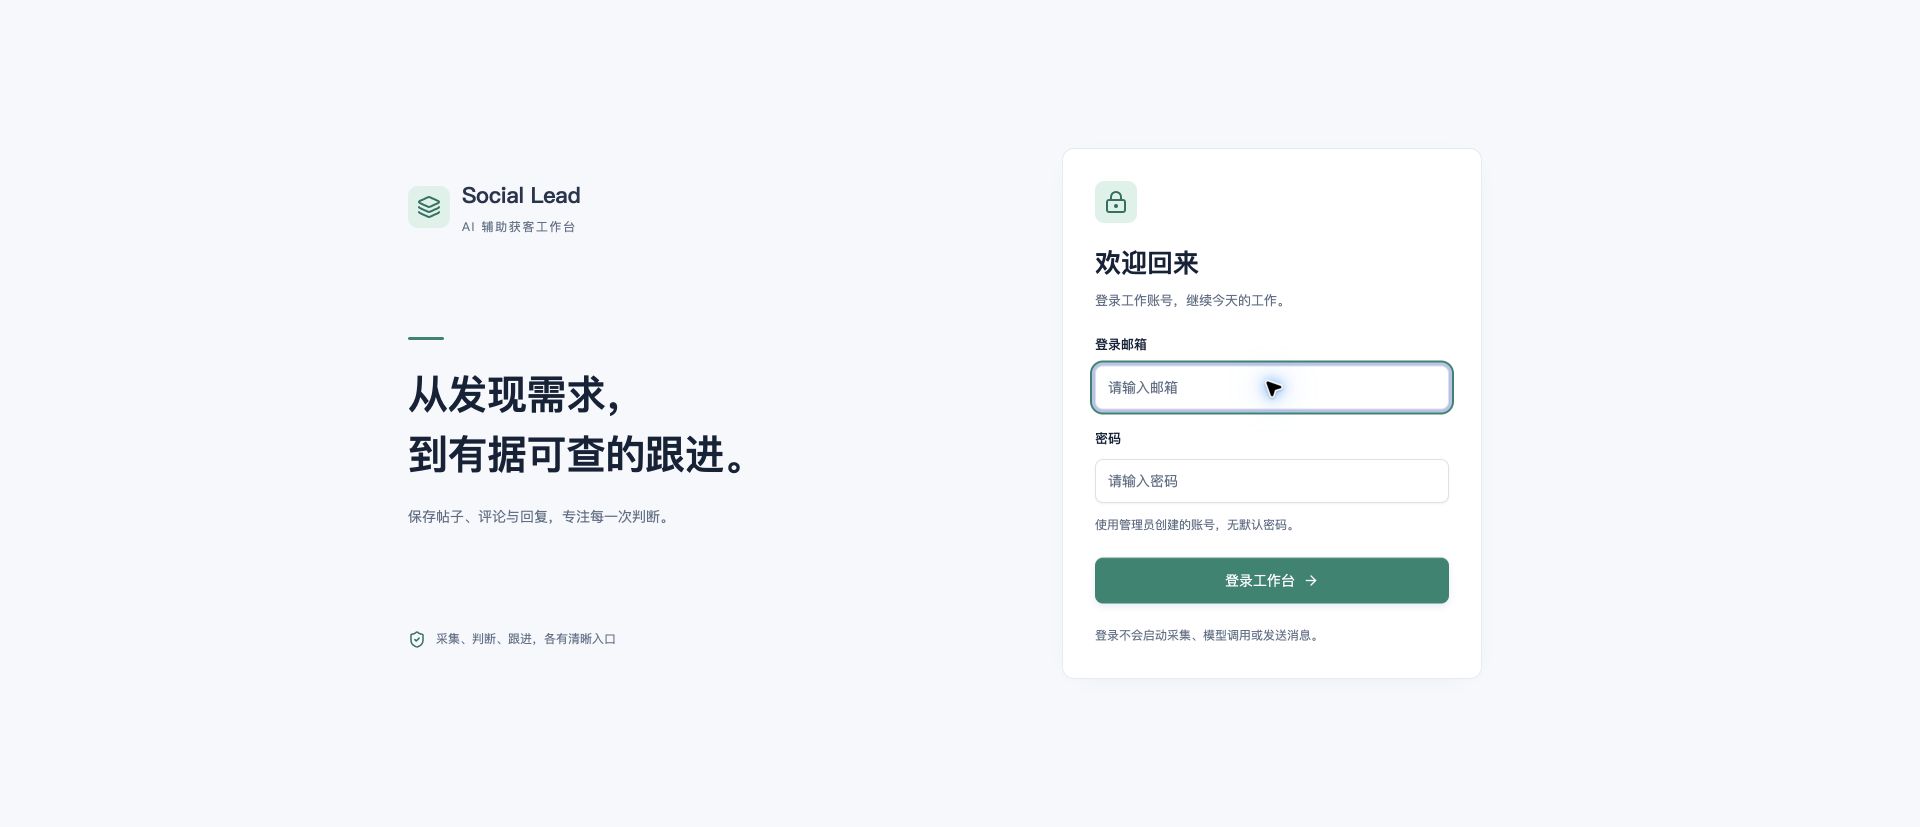 Social Lead
AI 辅助获客工作台
从发现需求，
到有据可查的跟进。
保存帖子、评论与回复，专注每一次判断。
采集、判断、跟进，各有清晰入口
欢迎回来
登录工作账号，继续今天的工作。
登录邮箱
请输入邮箱
密码
请输入密码
使用管理员创建的账号，无默认密码。
登录工作台 →
登录不会启动采集、模型调用或发送消息。